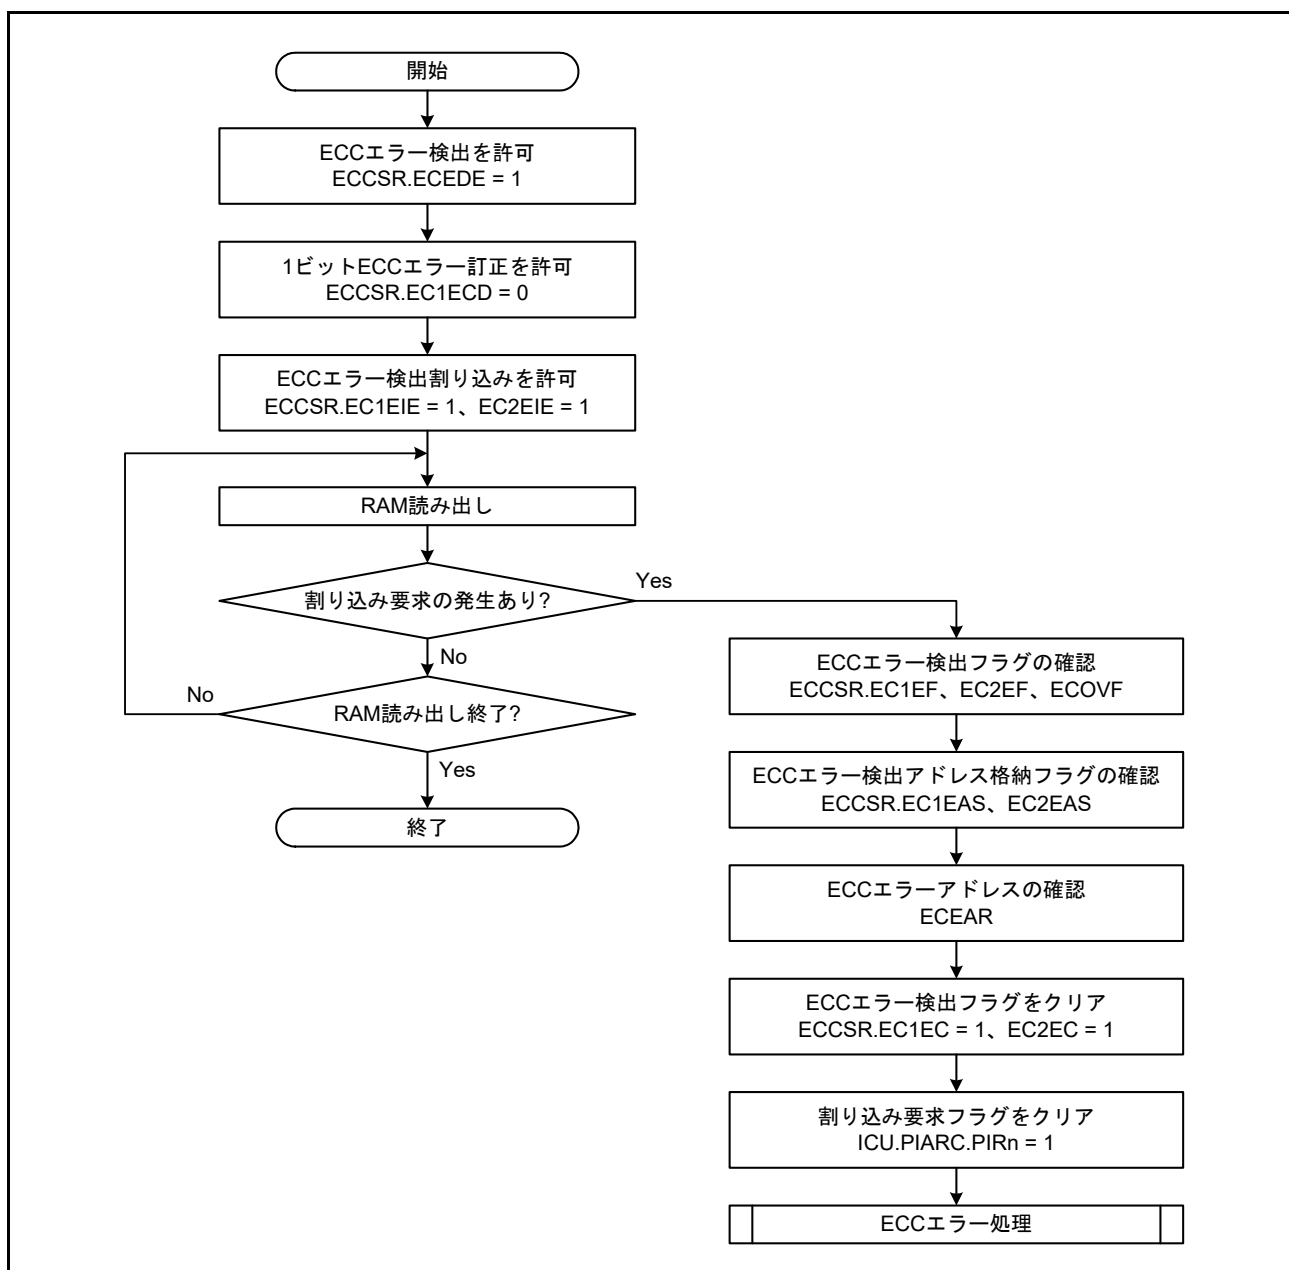 開始
ECCエラー検出を許可
ECCSR.ECEDE = 1
1ビットECCエラー訂正を許可
ECCSR.EC1ECD = 0
ECCエラー検出割り込みを許可
ECCSR.EC1EIE = 1、EC2EIE = 1
RAM読み出し
割り込み要求の発生あり?
Yes
No
RAM読み出し終了?
No
Yes
終了
ECCエラー検出フラグの確認
ECCSR.EC1EF、EC2EF、ECOVF
ECCエラー検出アドレス格納フラグの確認
ECCSR.EC1EAS、EC2EAS
ECCエラーアドレスの確認
ECEAR
ECCエラー検出フラグをクリア
ECCSR.EC1EC = 1、EC2EC = 1
割り込み要求フラグをクリア
ICU.PIARC.PIRn = 1
ECCエラー処理